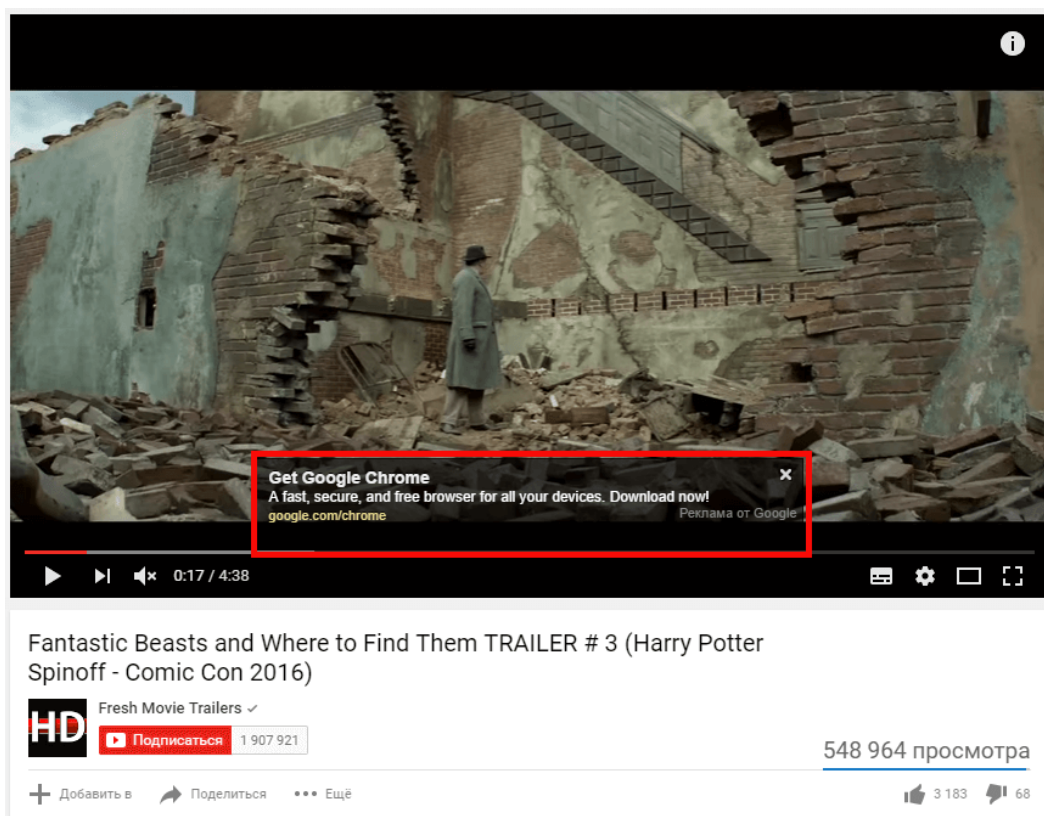 Get Google Chrome
A fast, secure, and free browser for all your devices. Download now!
google.com/chrome
Реклама от Google
0:17 / 4:38
Fantastic Beasts and Where to Find Them TRAILER # 3 (Harry Potter
Spinoff - Comic Con 2016)
HD
Fresh Movie Trailers
Подписаться 1 907 921
548 964 просмотра
Добавить в Поделиться Ещё
3 183 68